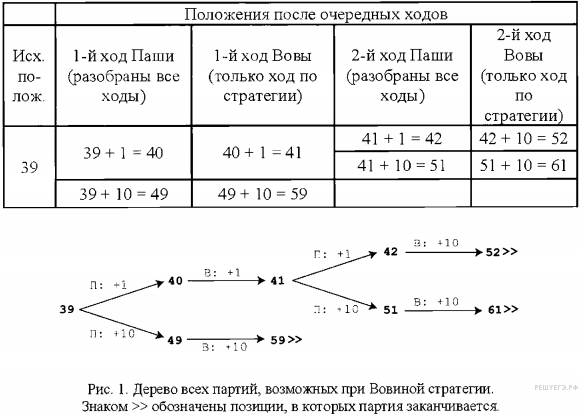 Положения после очередных ходов
Исх. по- лож.
1-й ход Паши (разобраны все ходы)
1-й ход Вовы (только ход по стратегии)
2-й ход Паши (разобраны все ходы)
2-й ход Вовы (только ход по стратегии)
39
39 + 1 = 40
40 + 1 = 41
41 + 1 = 42
42 + 10 = 52
41 + 10 = 51
51 + 10 = 61
39 + 10 = 49
49 + 10 = 59
39
П: +1
40
В: +1
41
П: +1
42
В: +10
52>>
П: +10
51
В: +10
61>>
П: +10
49
В: +10
59>>
Рис. 1. Дерево всех партий, возможных при Вовиной стратегии.
Знаком >> обозначены позиции, в которых партия заканчивается.
РЕШУЕГЭ.РФ